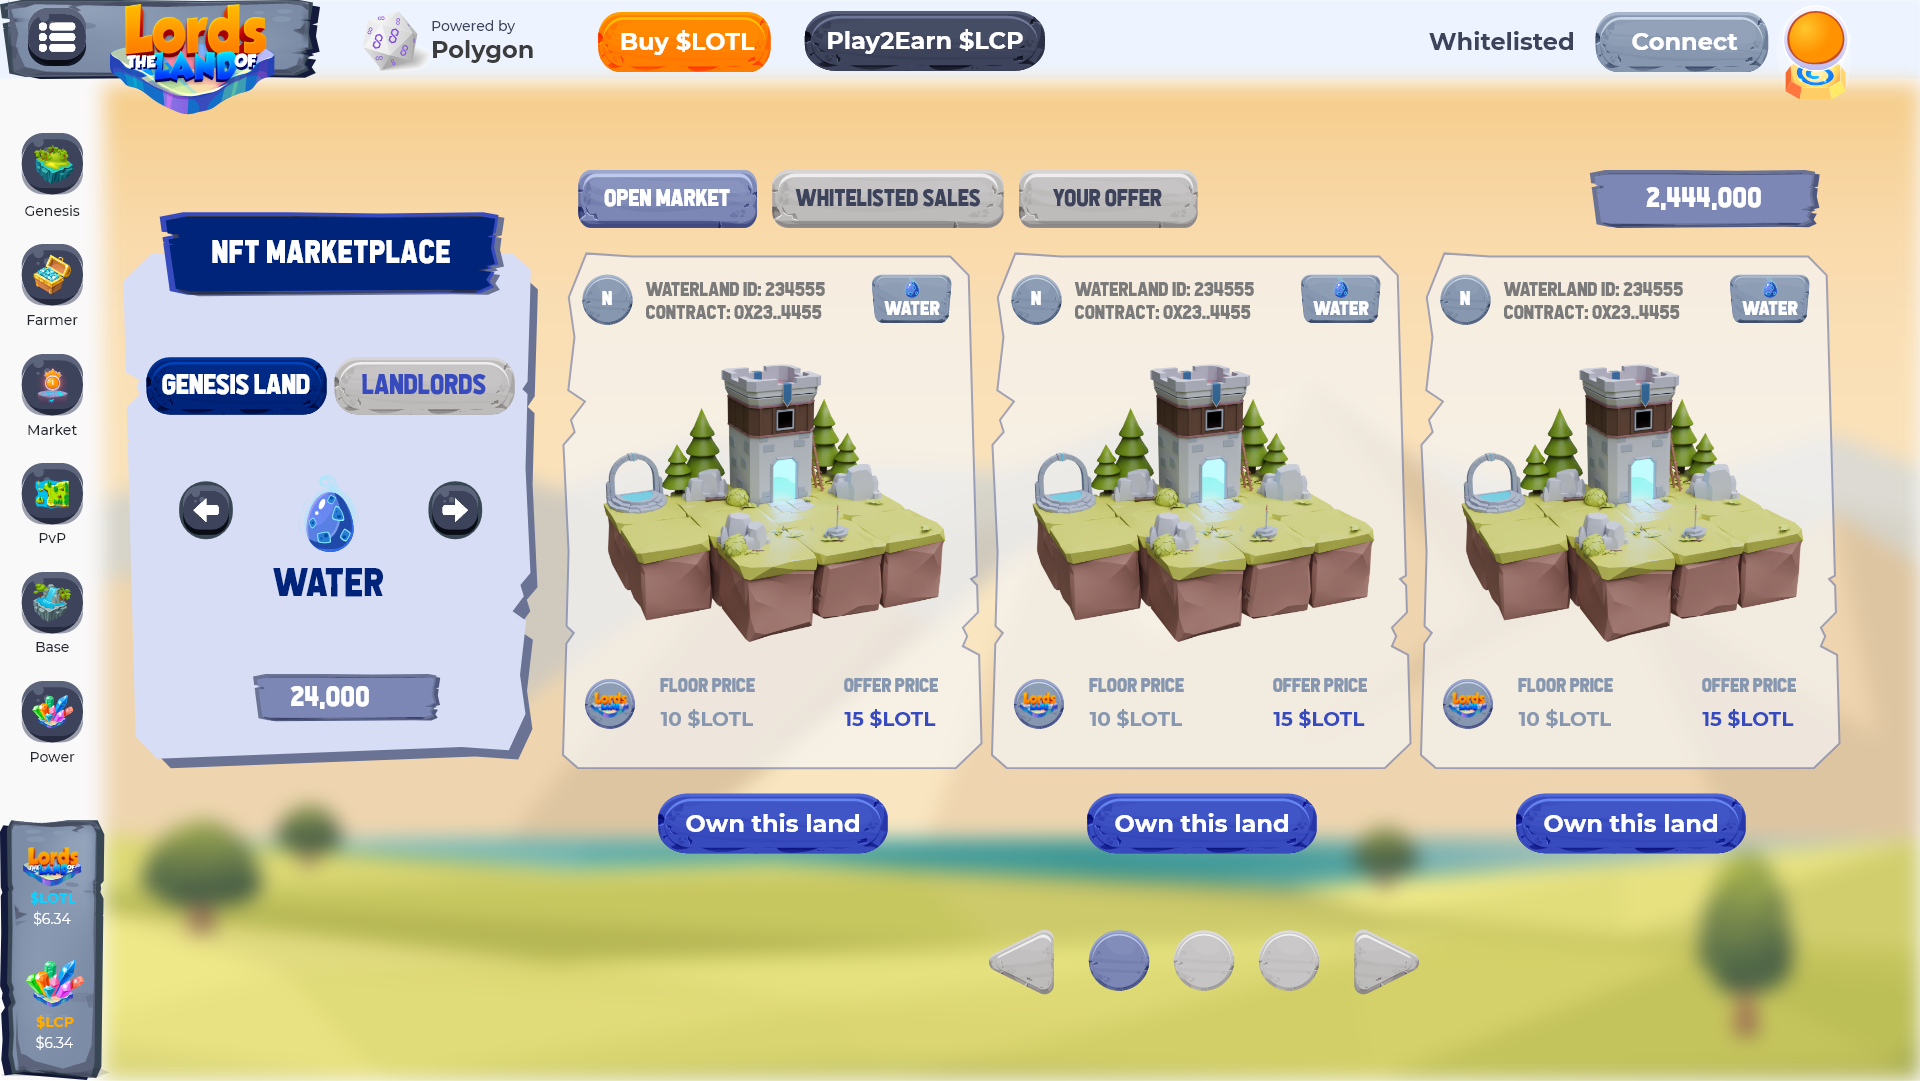 Lords
THE LAND OF
Powered by
Polygon
Buy $LOTL
Play2Earn $LCP
Whitelisted
Connect
Genesis
Farmer
Market
PvP
Base
Power
Lords
THE LAND OF
$LOTL
$6.34
$LCP
$6.34
NFT MARKETPLACE
GENESIS LAND
LANDLORDS
WATER
24,000
OPEN MARKET
WHITELISTED SALES
YOUR OFFER
2,444,000
N
WATERLAND ID: 234555
CONTRACT: 0X23..4455
WATER
Lords
FLOOR PRICE
10 $LOTL
OFFER PRICE
15 $LOTL
Own this land
N
WATERLAND ID: 234555
CONTRACT: 0X23..4455
WATER
Lords
FLOOR PRICE
10 $LOTL
OFFER PRICE
15 $LOTL
Own this land
N
WATERLAND ID: 234555
CONTRACT: 0X23..4455
WATER
Lords
FLOOR PRICE
10 $LOTL
OFFER PRICE
15 $LOTL
Own this land